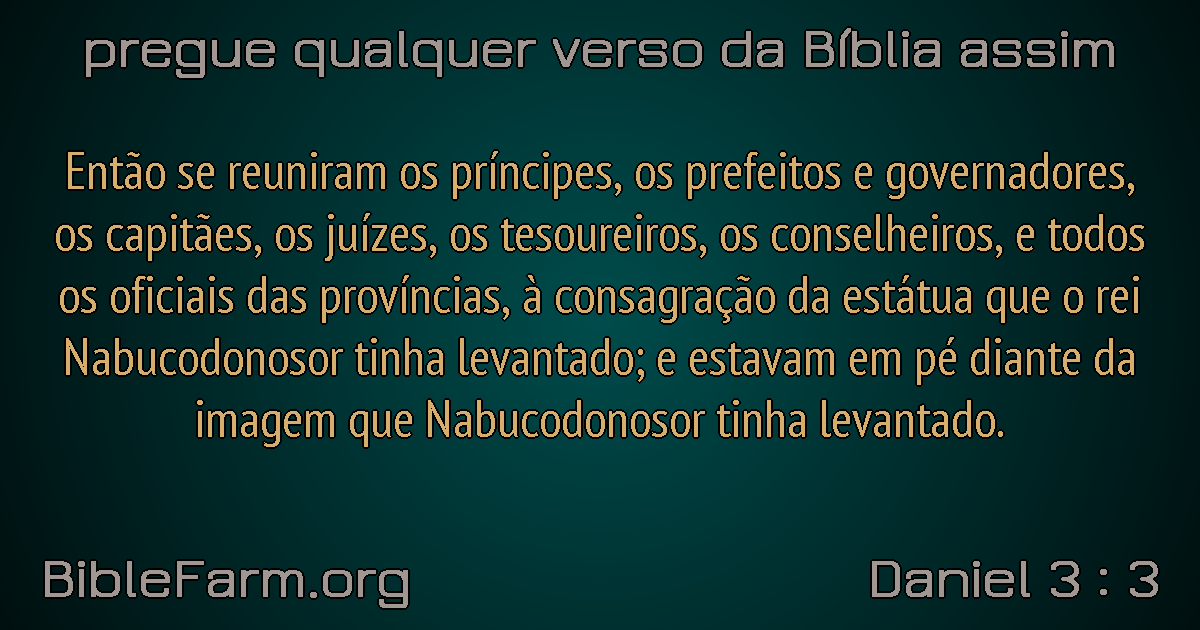 pregue qualquer verso da Bíblia assim
Então se reuniram os príncipes, os prefeitos e governadores,
os capitães, os juízes, os tesoureiros, os conselheiros, e todos
os oficiais das províncias, à consagração da estátua que o rei
Nabucodonosor tinha levantado; e estavam em pé diante da
imagem que Nabucodonosor tinha levantado.
BibleFarm.org
Daniel 3 : 3